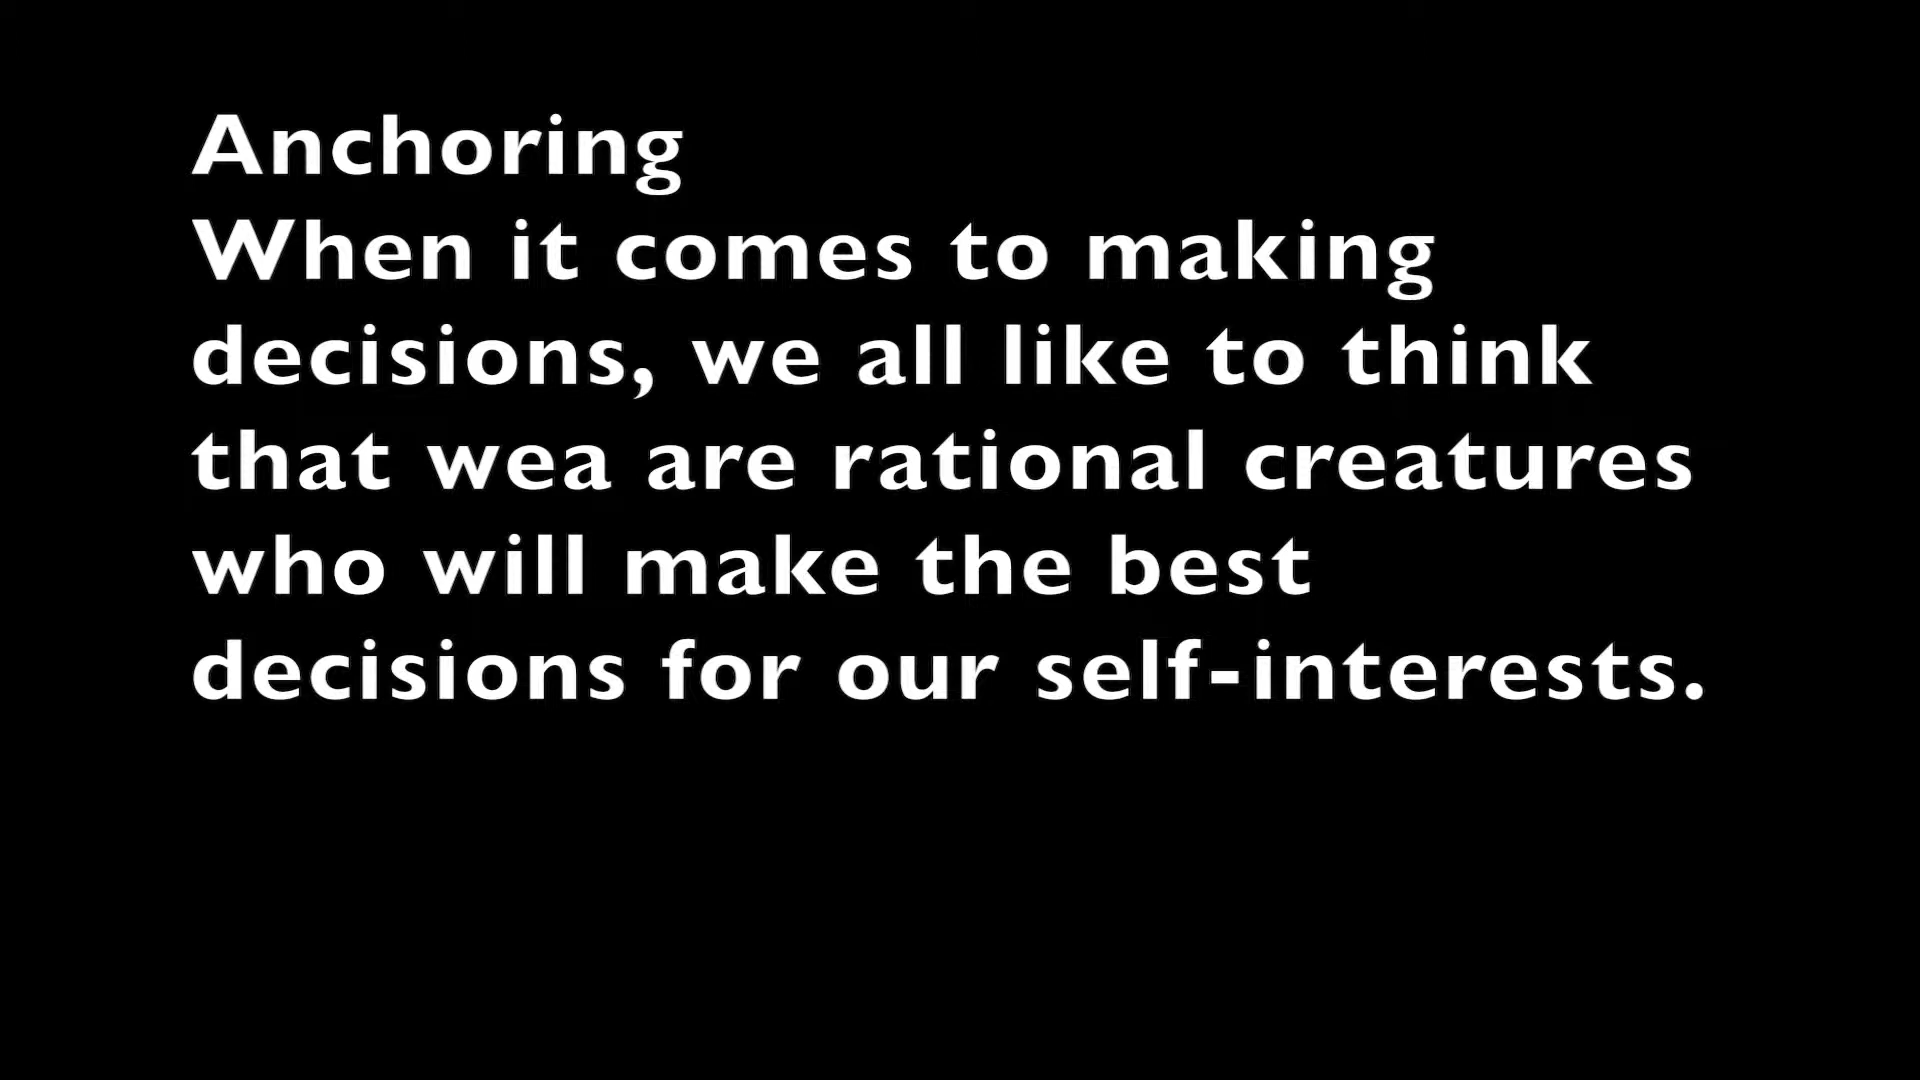 Anchoring
When it comes to making
decisions, we all like to think
that wea are rational creatures
who will make the best
decisions for our self-interests.